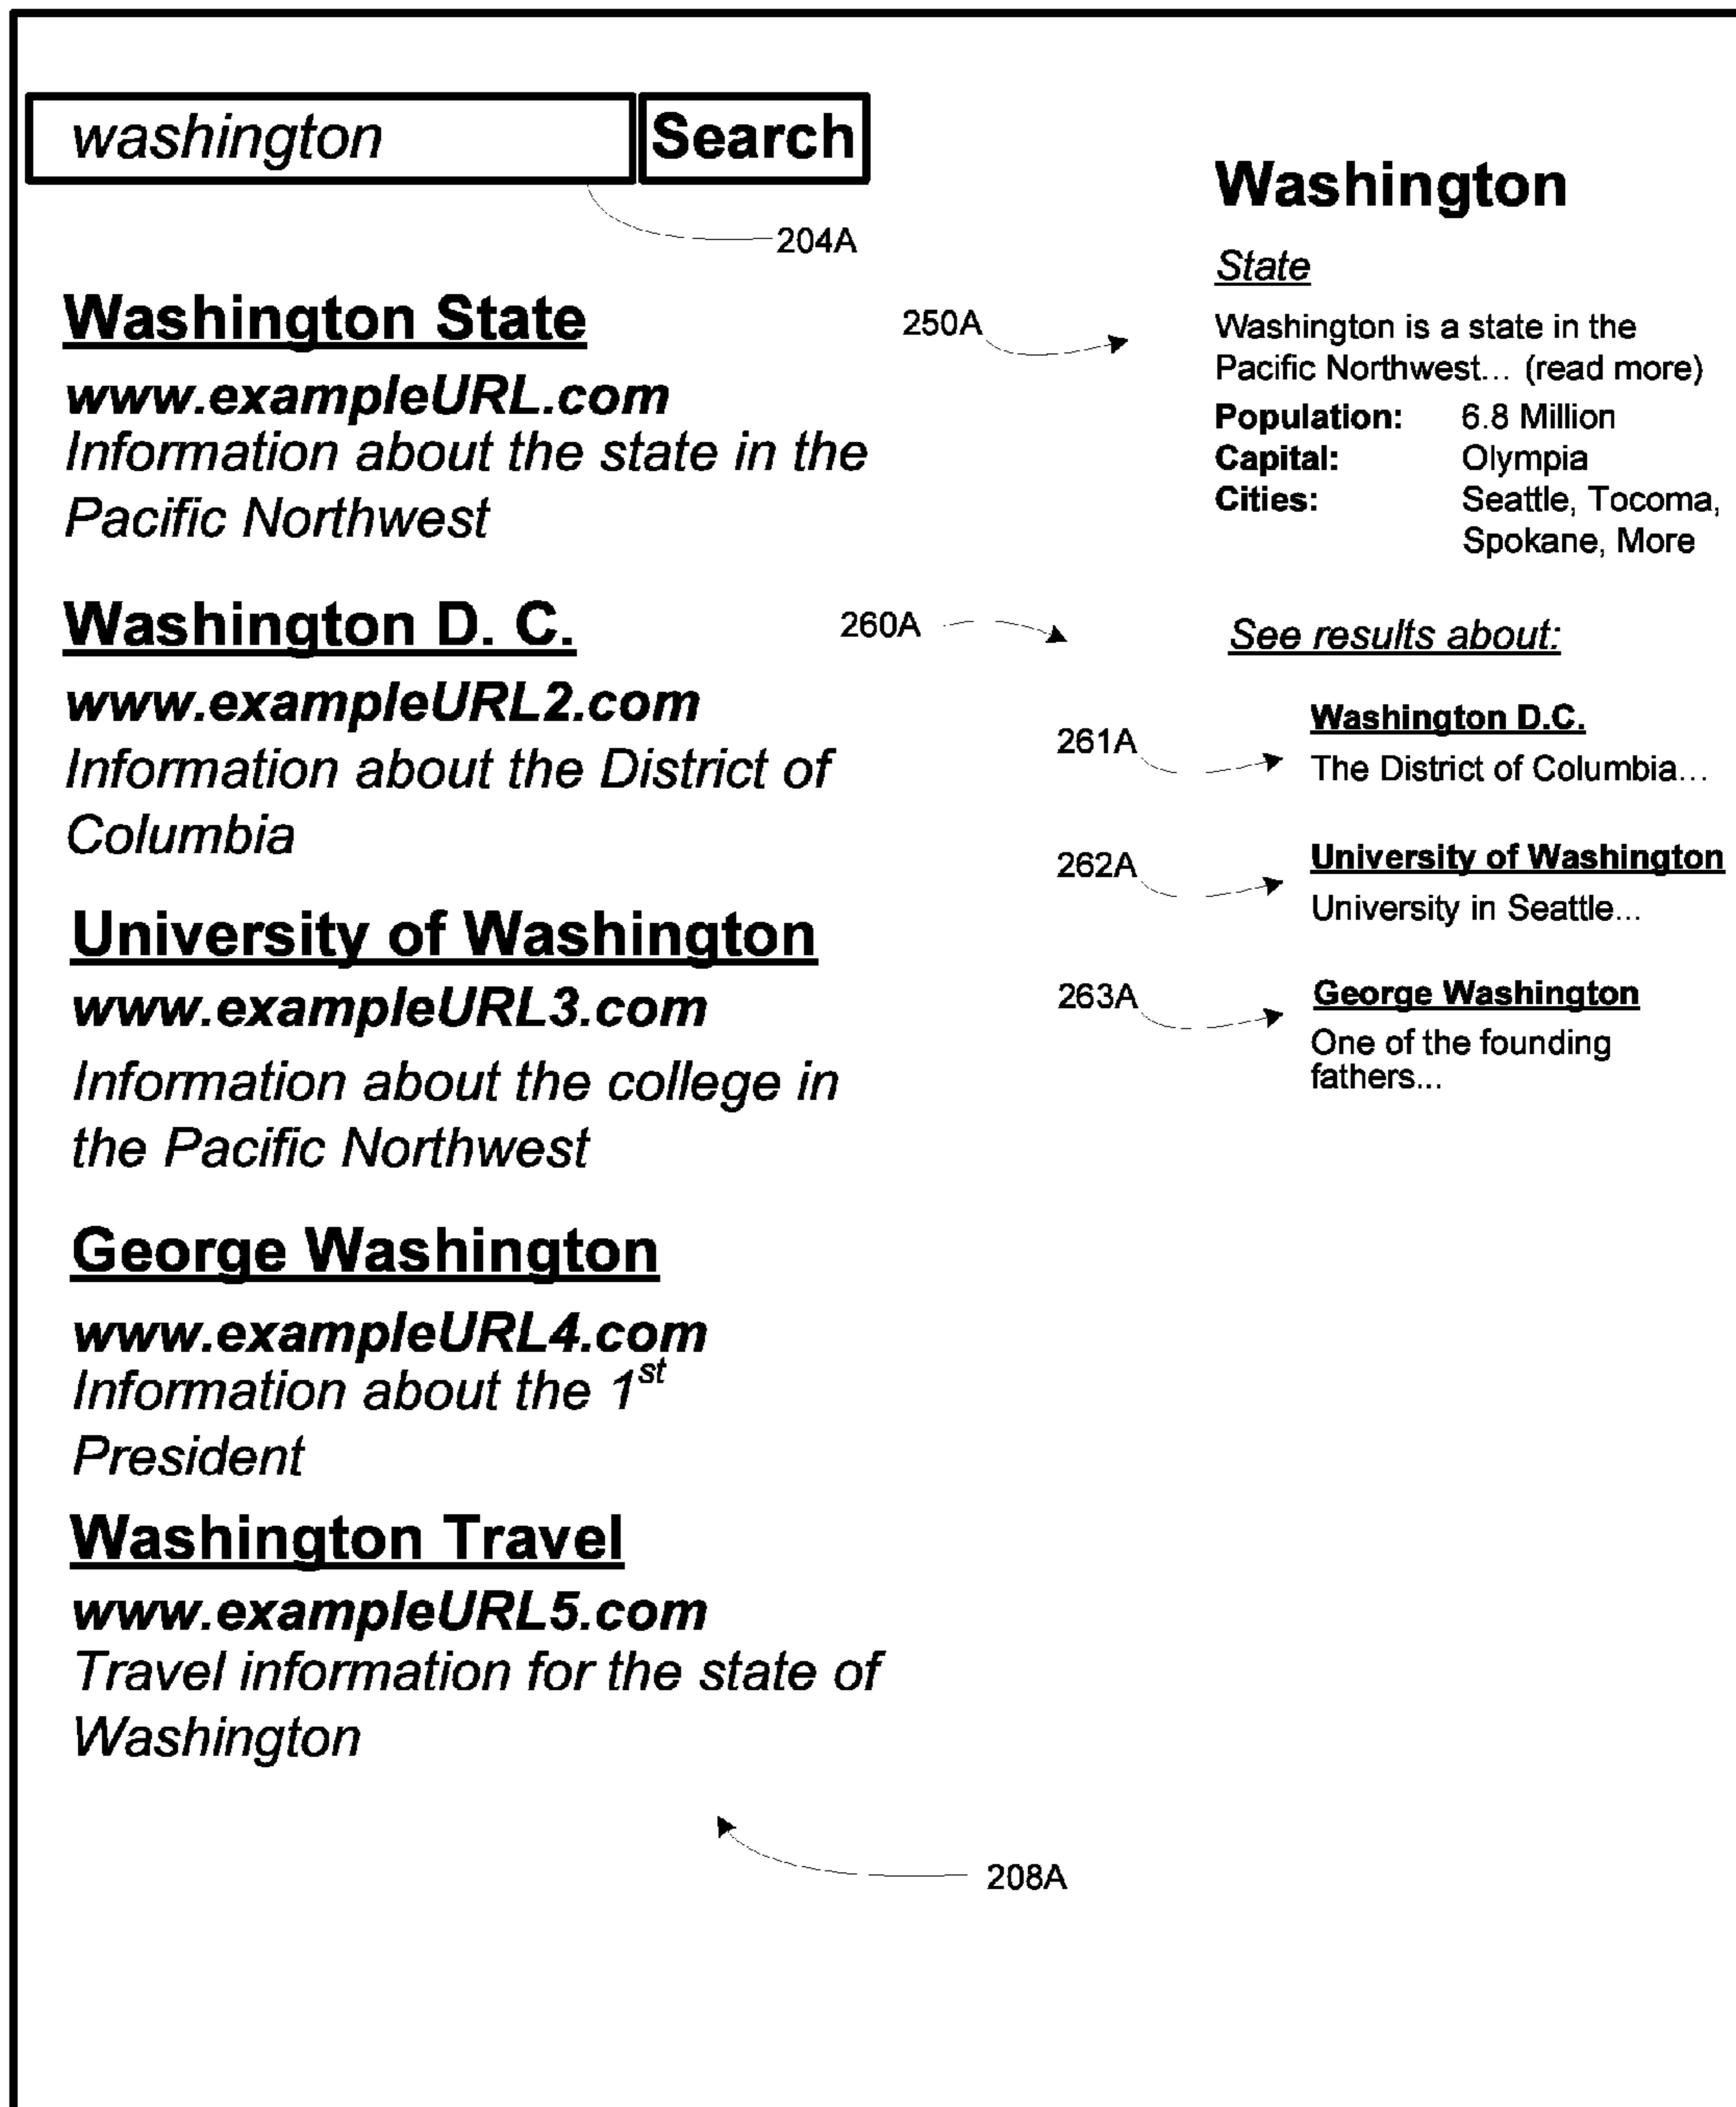 washington
Search
204A
Washington State
www.exampleURL.com
Information about the state in the
Pacific Northwest
Washington D. C.
www.exampleURL2.com
Information about the District of
Columbia
University of Washington
www.exampleURL3.com
Information about the college in
the Pacific Northwest
George Washington
www.exampleURL4.com
Information about the 1st
President
Washington Travel
www.exampleURL5.com
Travel information for the state of
Washington
208A
Washington
State
250A
Washington is a state in the
Pacific Northwest... (read more)
Population: 6.8 Million
Capital: Olympia
Cities: Seattle, Tocoma,
Spokane, More
260A
See results about:
261A
Washington D.C.
The District of Columbia...
262A
University of Washington
University in Seattle...
263A
George Washington
One of the founding
fathers...